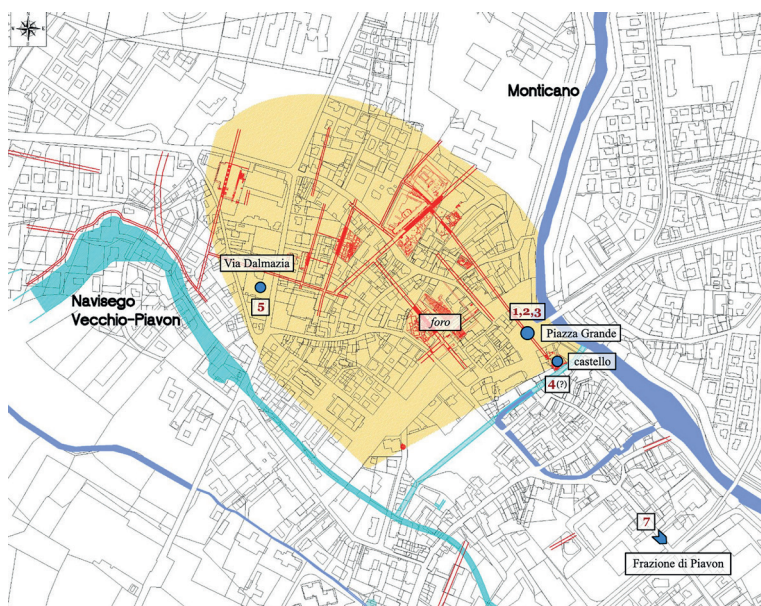 Monticano
Via Dalmazia
5
Navisego
Vecchio-Piavon
foro
1,2,3
Piazza Grande
castello
4(?)
7
Frazione di Piavon